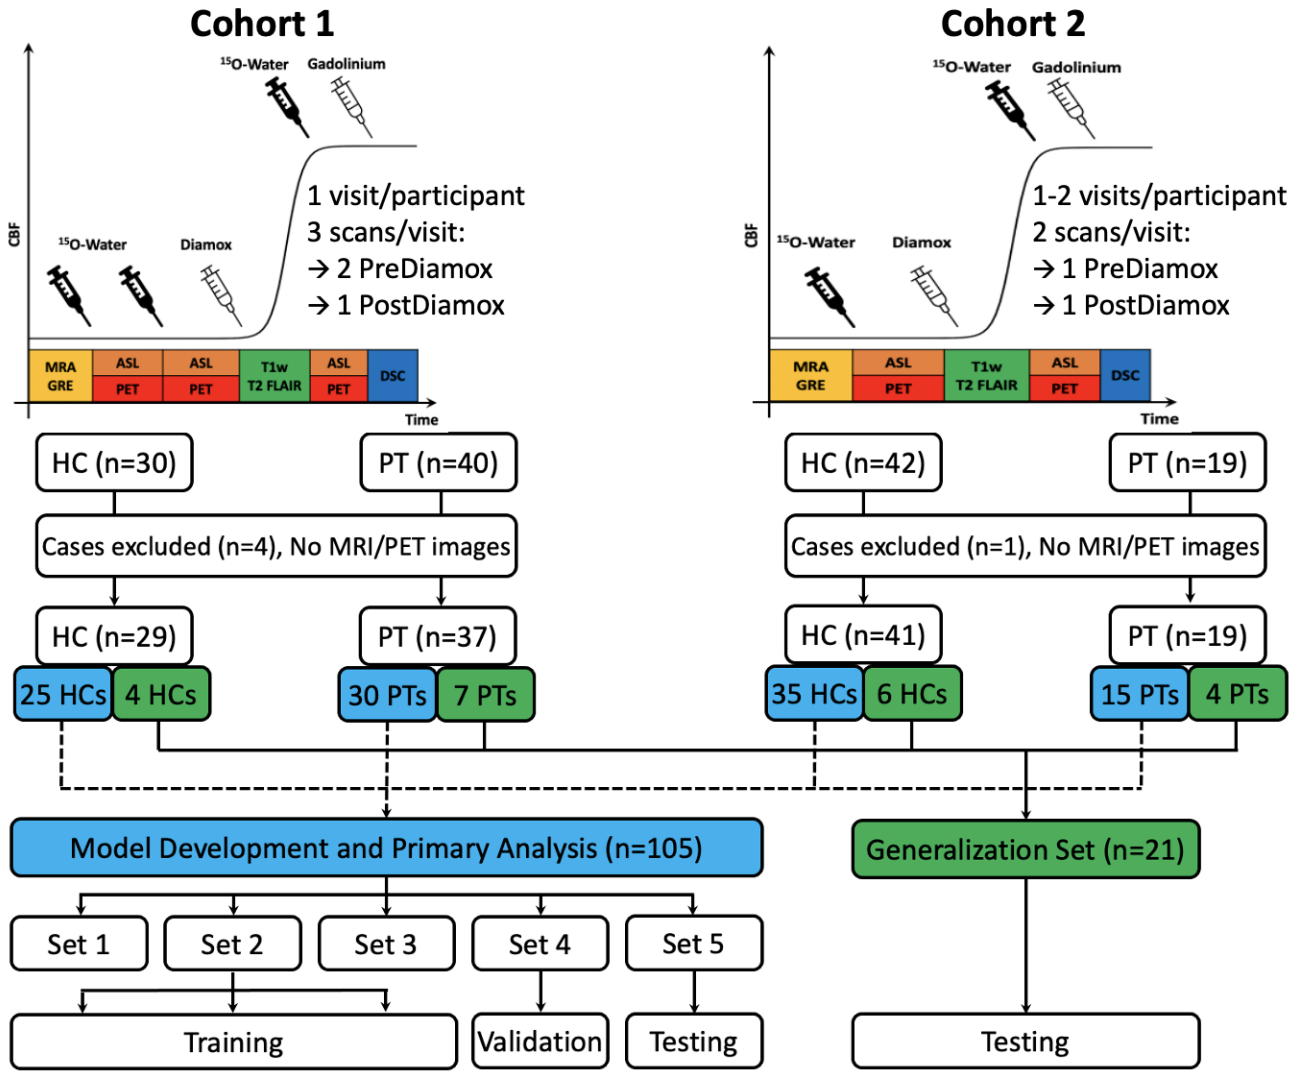 Cohort 1
¹⁵O-Water
Gadolinium
1 visit/participant
3 scans/visit:
→ 2 PreDiamox
→ 1 PostDiamox
CBF
¹⁵O-Water
Diamox
MRA
GRE
ASL
PET
ASL
PET
T1w
T2 FLAIR
ASL
PET
DSC
Time
HC (n=30)
PT (n=40)
Cases excluded (n=4), No MRI/PET images
HC (n=29)
PT (n=37)
25 HCs
4 HCs
30 PTs
7 PTs
Cohort 2
¹⁵O-Water
Gadolinium
1-2 visits/participant
2 scans/visit:
→ 1 PreDiamox
→ 1 PostDiamox
CBF
¹⁵O-Water
Diamox
MRA
GRE
ASL
PET
T1w
T2 FLAIR
ASL
PET
DSC
Time
HC (n=42)
PT (n=19)
Cases excluded (n=1), No MRI/PET images
HC (n=41)
PT (n=19)
35 HCs
6 HCs
15 PTs
4 PTs
Model Development and Primary Analysis (n=105)
Generalization Set (n=21)
Set 1
Set 2
Set 3
Set 4
Set 5
Training
Validation
Testing
Testing